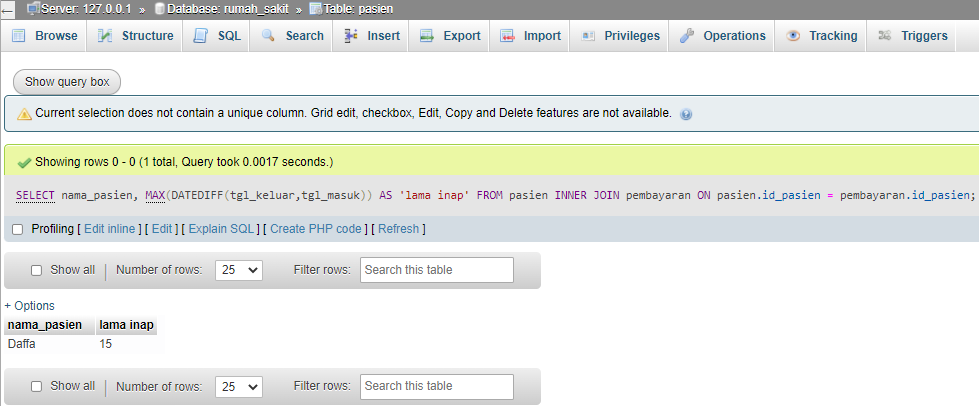 Server: 127.0.0.1 » Database: rumah_sakit » Table: pasien
Browse Structure SQL Search Insert Export Import Privileges Operations Tracking Triggers
Show query box
Current selection does not contain a unique column. Grid edit, checkbox, Edit, Copy and Delete features are not available.
Showing rows 0 - 0 (1 total, Query took 0.0017 seconds.)
SELECT nama_pasien, MAX(DATEDIFF(tgl_keluar,tgl_masuk)) AS 'lama inap' FROM pasien INNER JOIN pembayaran ON pasien.id_pasien = pembayaran.id_pasien;
Profiling [ Edit inline ] [ Edit ] [ Explain SQL ] [ Create PHP code ] [ Refresh ]
Show all Number of rows: 25 Filter rows: Search this table
+ Options
nama_pasien lama inap
Daffa 15
Show all Number of rows: 25 Filter rows: Search this table